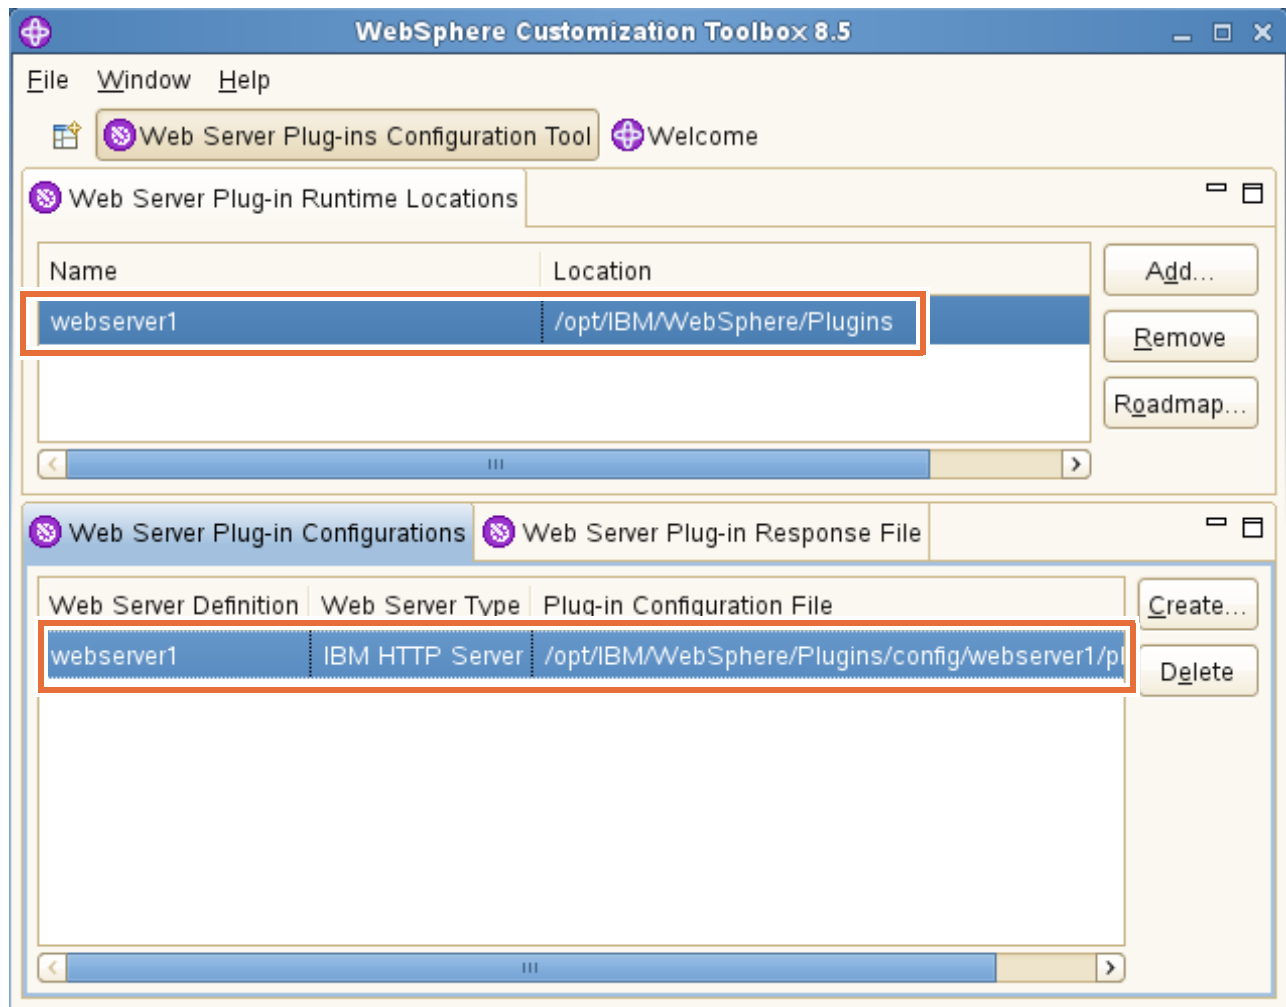 WebSphere Customization Toolbox 8.5
File Window Help
Web Server Plug-ins Configuration Tool Welcome
Web Server Plug-in Runtime Locations
Name Location Add...
webserver1 /opt/IBM/WebSphere/Plugins
Remove
Roadmap...
Web Server Plug-in Configurations Web Server Plug-in Response File
Web Server Definition Web Server Type Plug-in Configuration File Create...
webserver1 IBM HTTP Server /opt/IBM/WebSphere/Plugins/config/webserver1/pl
Delete